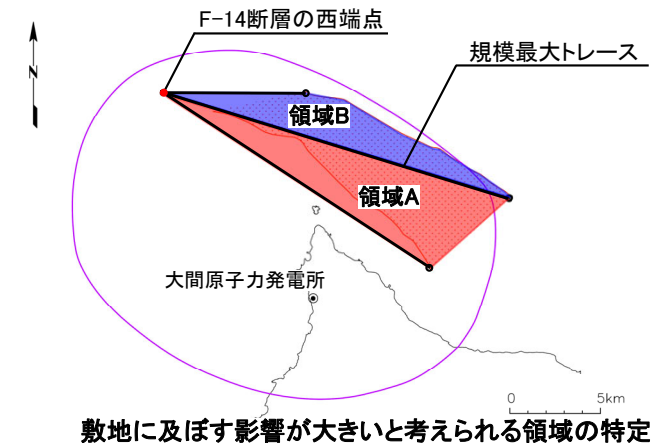 F-14断層の西端点
規模最大トレース
N
領域B
領域A
大間原子力発電所
0 5km
敷地に及ぼす影響が大きいと考えられる領域の特定